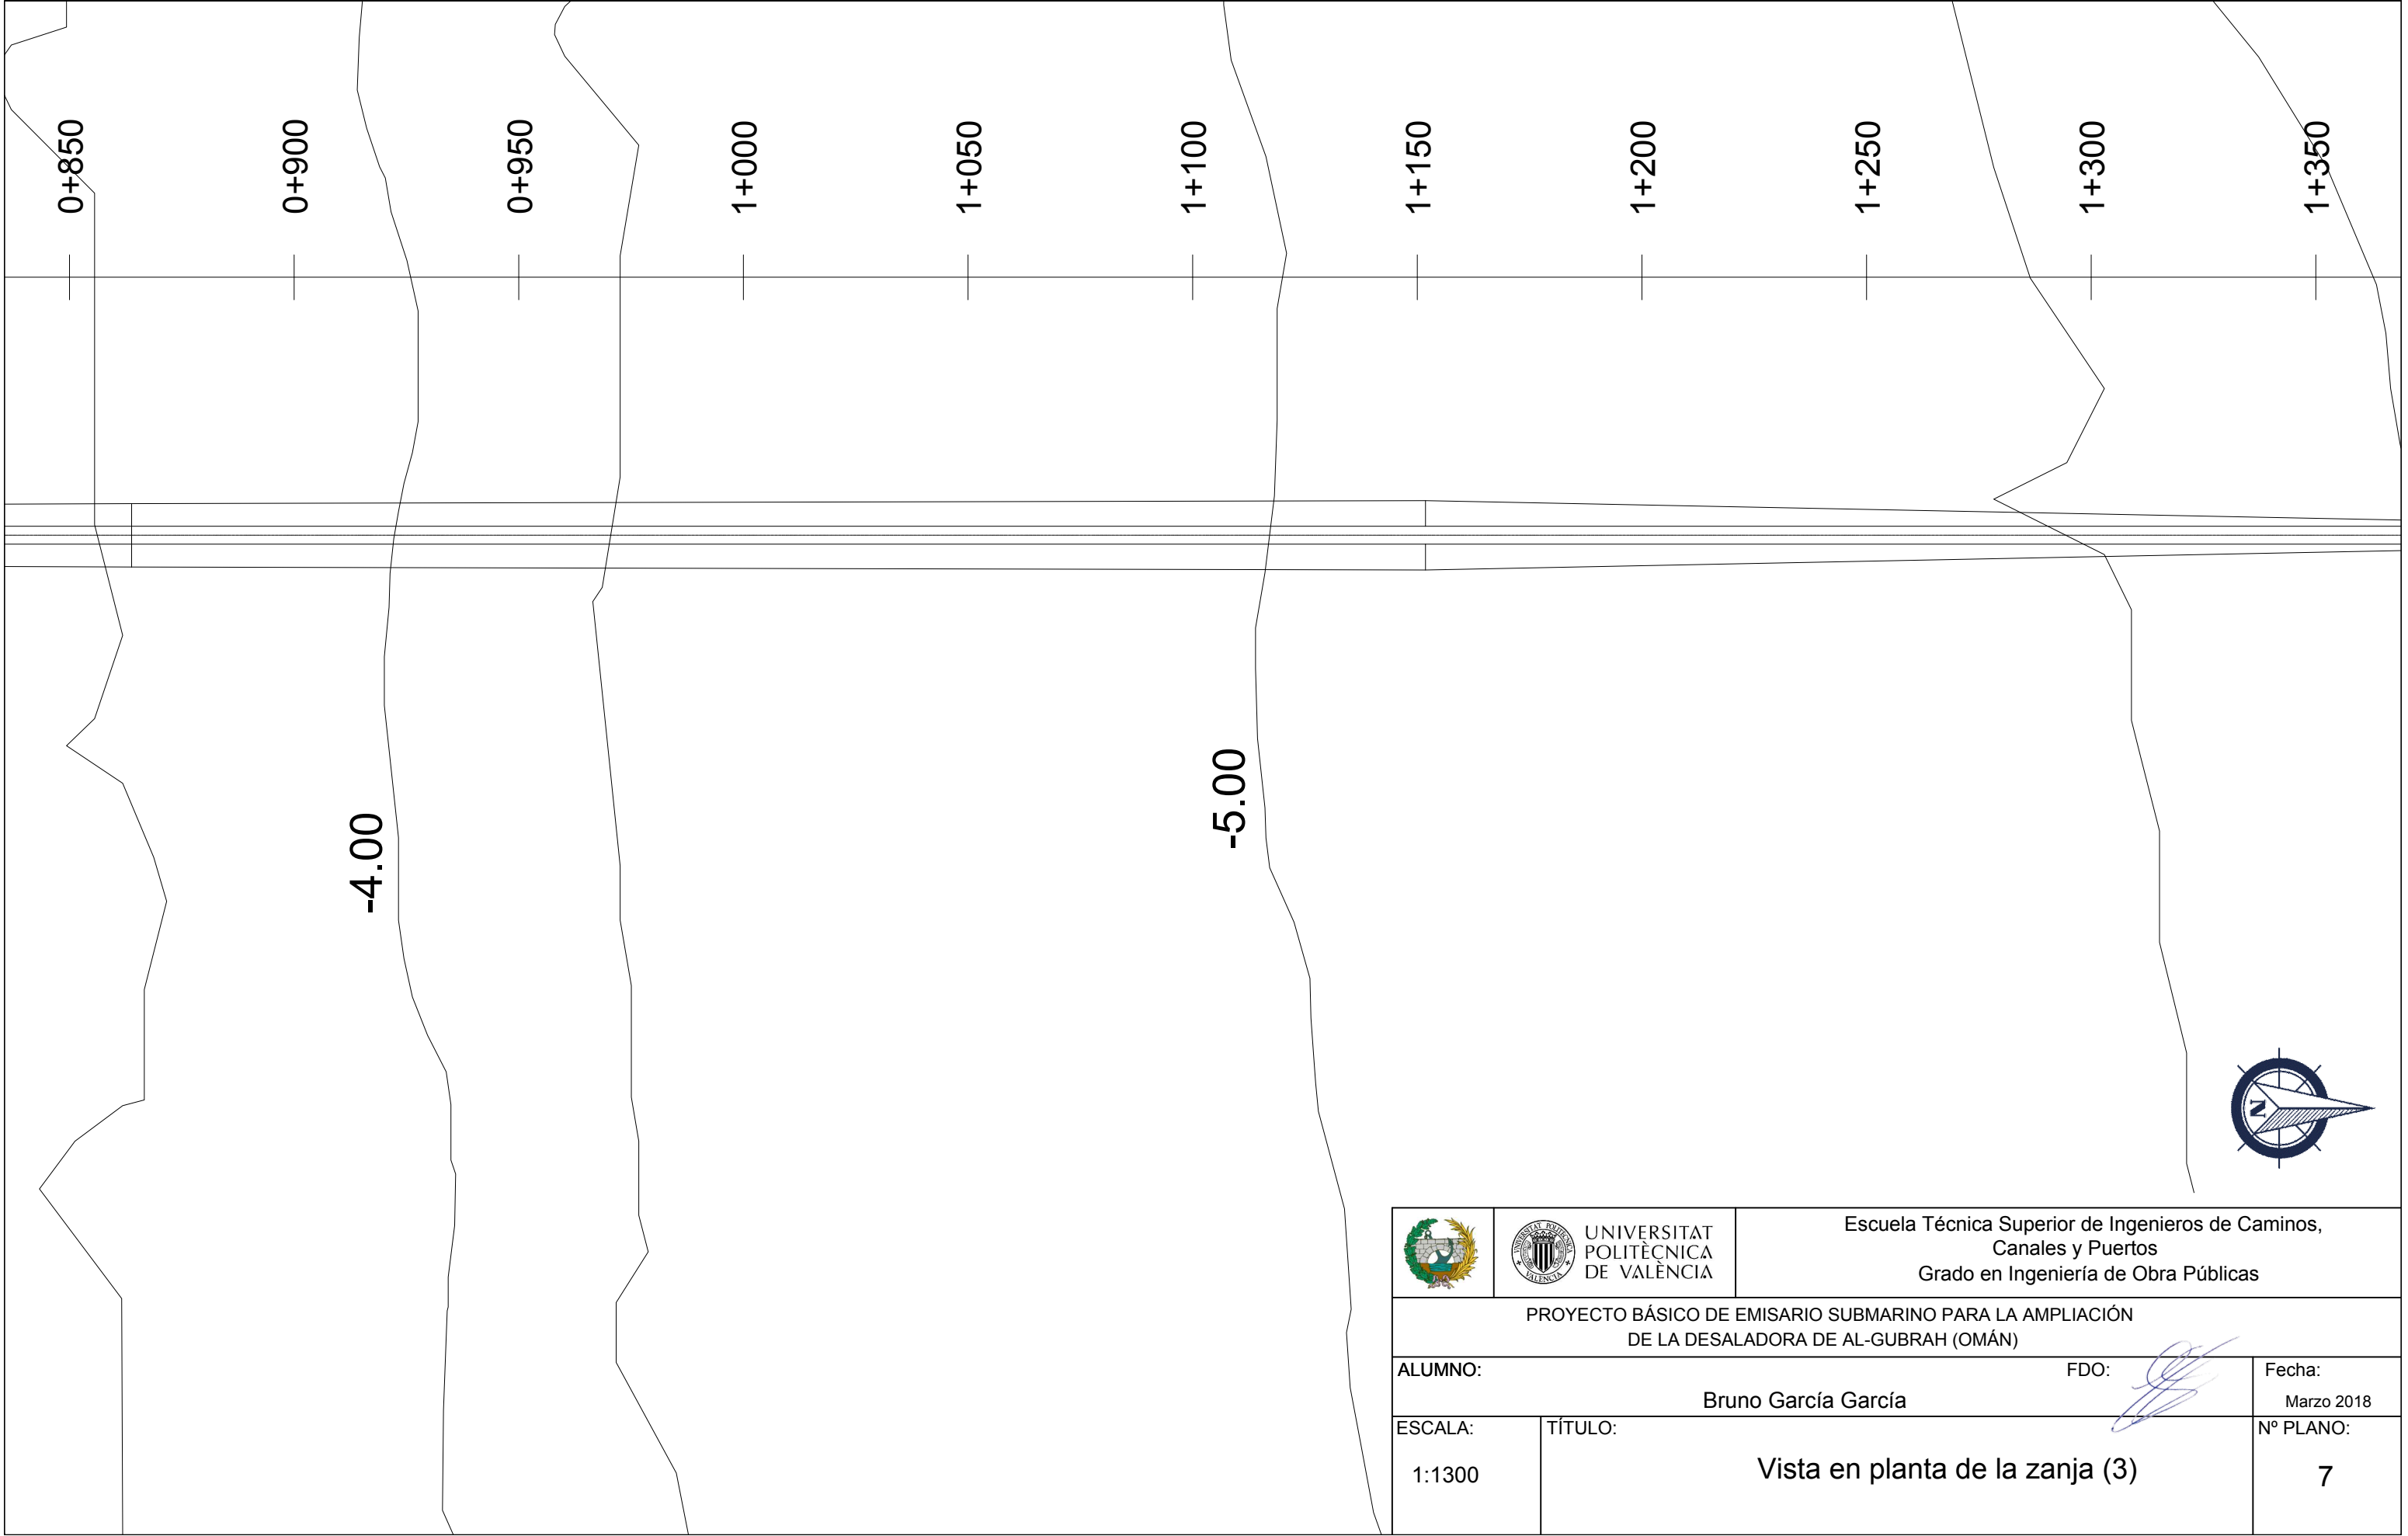 0+850
0+900
0+950
1+000
1+050
1+100
1+150
1+200
1+250
1+300
1+350
-4.00
-5.00
N
UNIVERSITAT
POLITÈCNICA
DE VALÈNCIA
Escuela Técnica Superior de Ingenieros de Caminos,
Canales y Puertos
Grado en Ingeniería de Obra Públicas
PROYECTO BÁSICO DE EMISARIO SUBMARINO PARA LA AMPLIACIÓN
DE LA DESALADORA DE AL-GUBRAH (OMÁN)
ALUMNO:
Bruno García García
FDO:
Fecha:
Marzo 2018
ESCALA:
1:1300
TÍTULO:
Vista en planta de la zanja (3)
Nº PLANO:
7